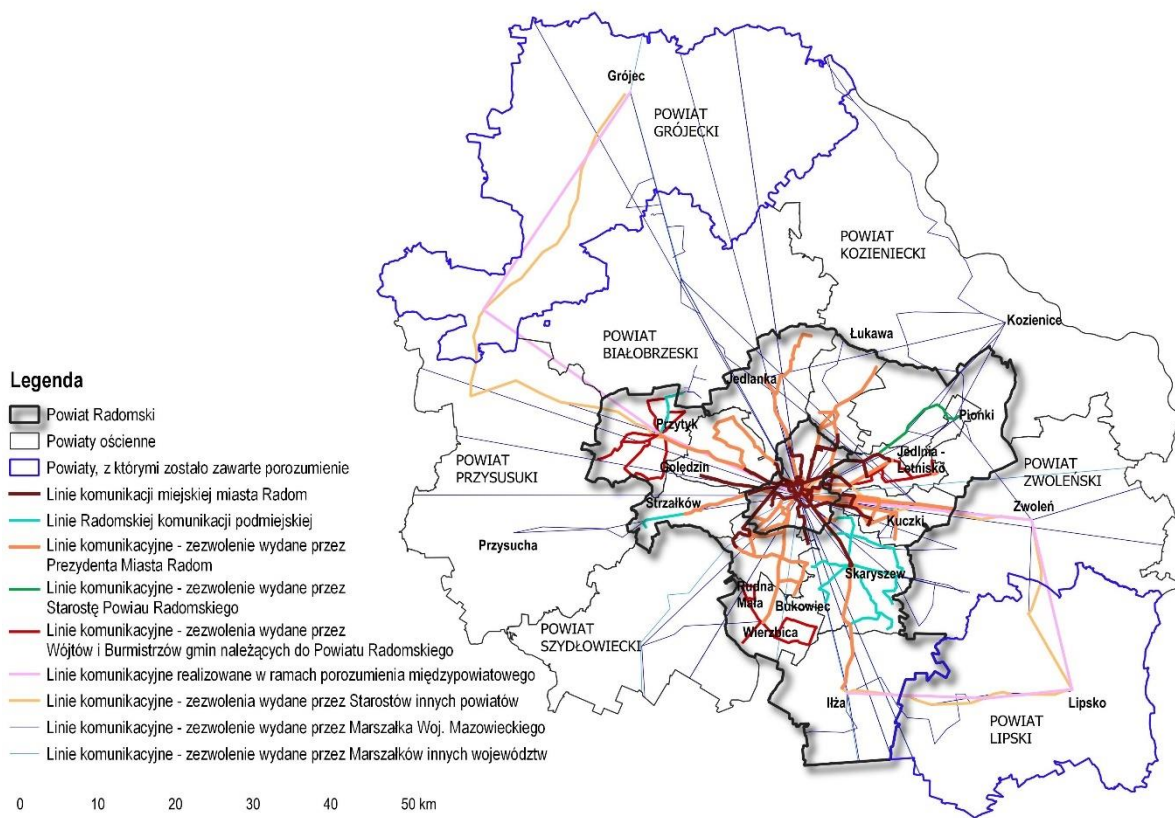 Grójec
POWIAT
GRÓJECKI
POWIAT
KOZIENICKI
Kozienice
Łukawa
POWIAT
BIAŁOBRZESKI
Jedlanka
Pionki
Przytyk
Jedlnia -
Letnisko
Golędzin
POWIAT
PRZYSUSUKI
POWIAT
ZWOLEŃSKI
Strzałków
Zwoleń
Kuczki
Przysucha
Skaryszew
Rudna
Mała
Bukowiec
POWIAT
SZYDŁOWIECKI
Wierzbica
Iłża
Lipsko
POWIAT
LIPSKI
Legenda
Powiat Radomski
Powiaty ościenne
Powiaty, z którymi zostało zawarte porozumienie
Linie komunikacji miejskiej miasta Radom
Linie Radomskiej komunikacji podmiejskiej
Linie komunikacyjne - zezwolenie wydane przez
Prezydenta Miasta Radom
Linie komunikacyjne - zezwolenie wydane przez
Starostę Powiau Radomskiego
Linie komunikacyjne - zezwolenia wydane przez
Wójtów i Burmistrzów gmin należących do Powiatu Radomskiego
Linie komunikacyjne realizowane w ramach porozumienia międzypowiatowego
Linie komunikacyjne - zezwolenia wydane przez Starostów innych powiatów
Linie komunikacyjne - zezwolenie wydane przez Marszałka Woj. Mazowieckiego
Linie komunikacyjne - zezwolenie wydane przez Marszałków innych województw
0 10 20 30 40 50 km